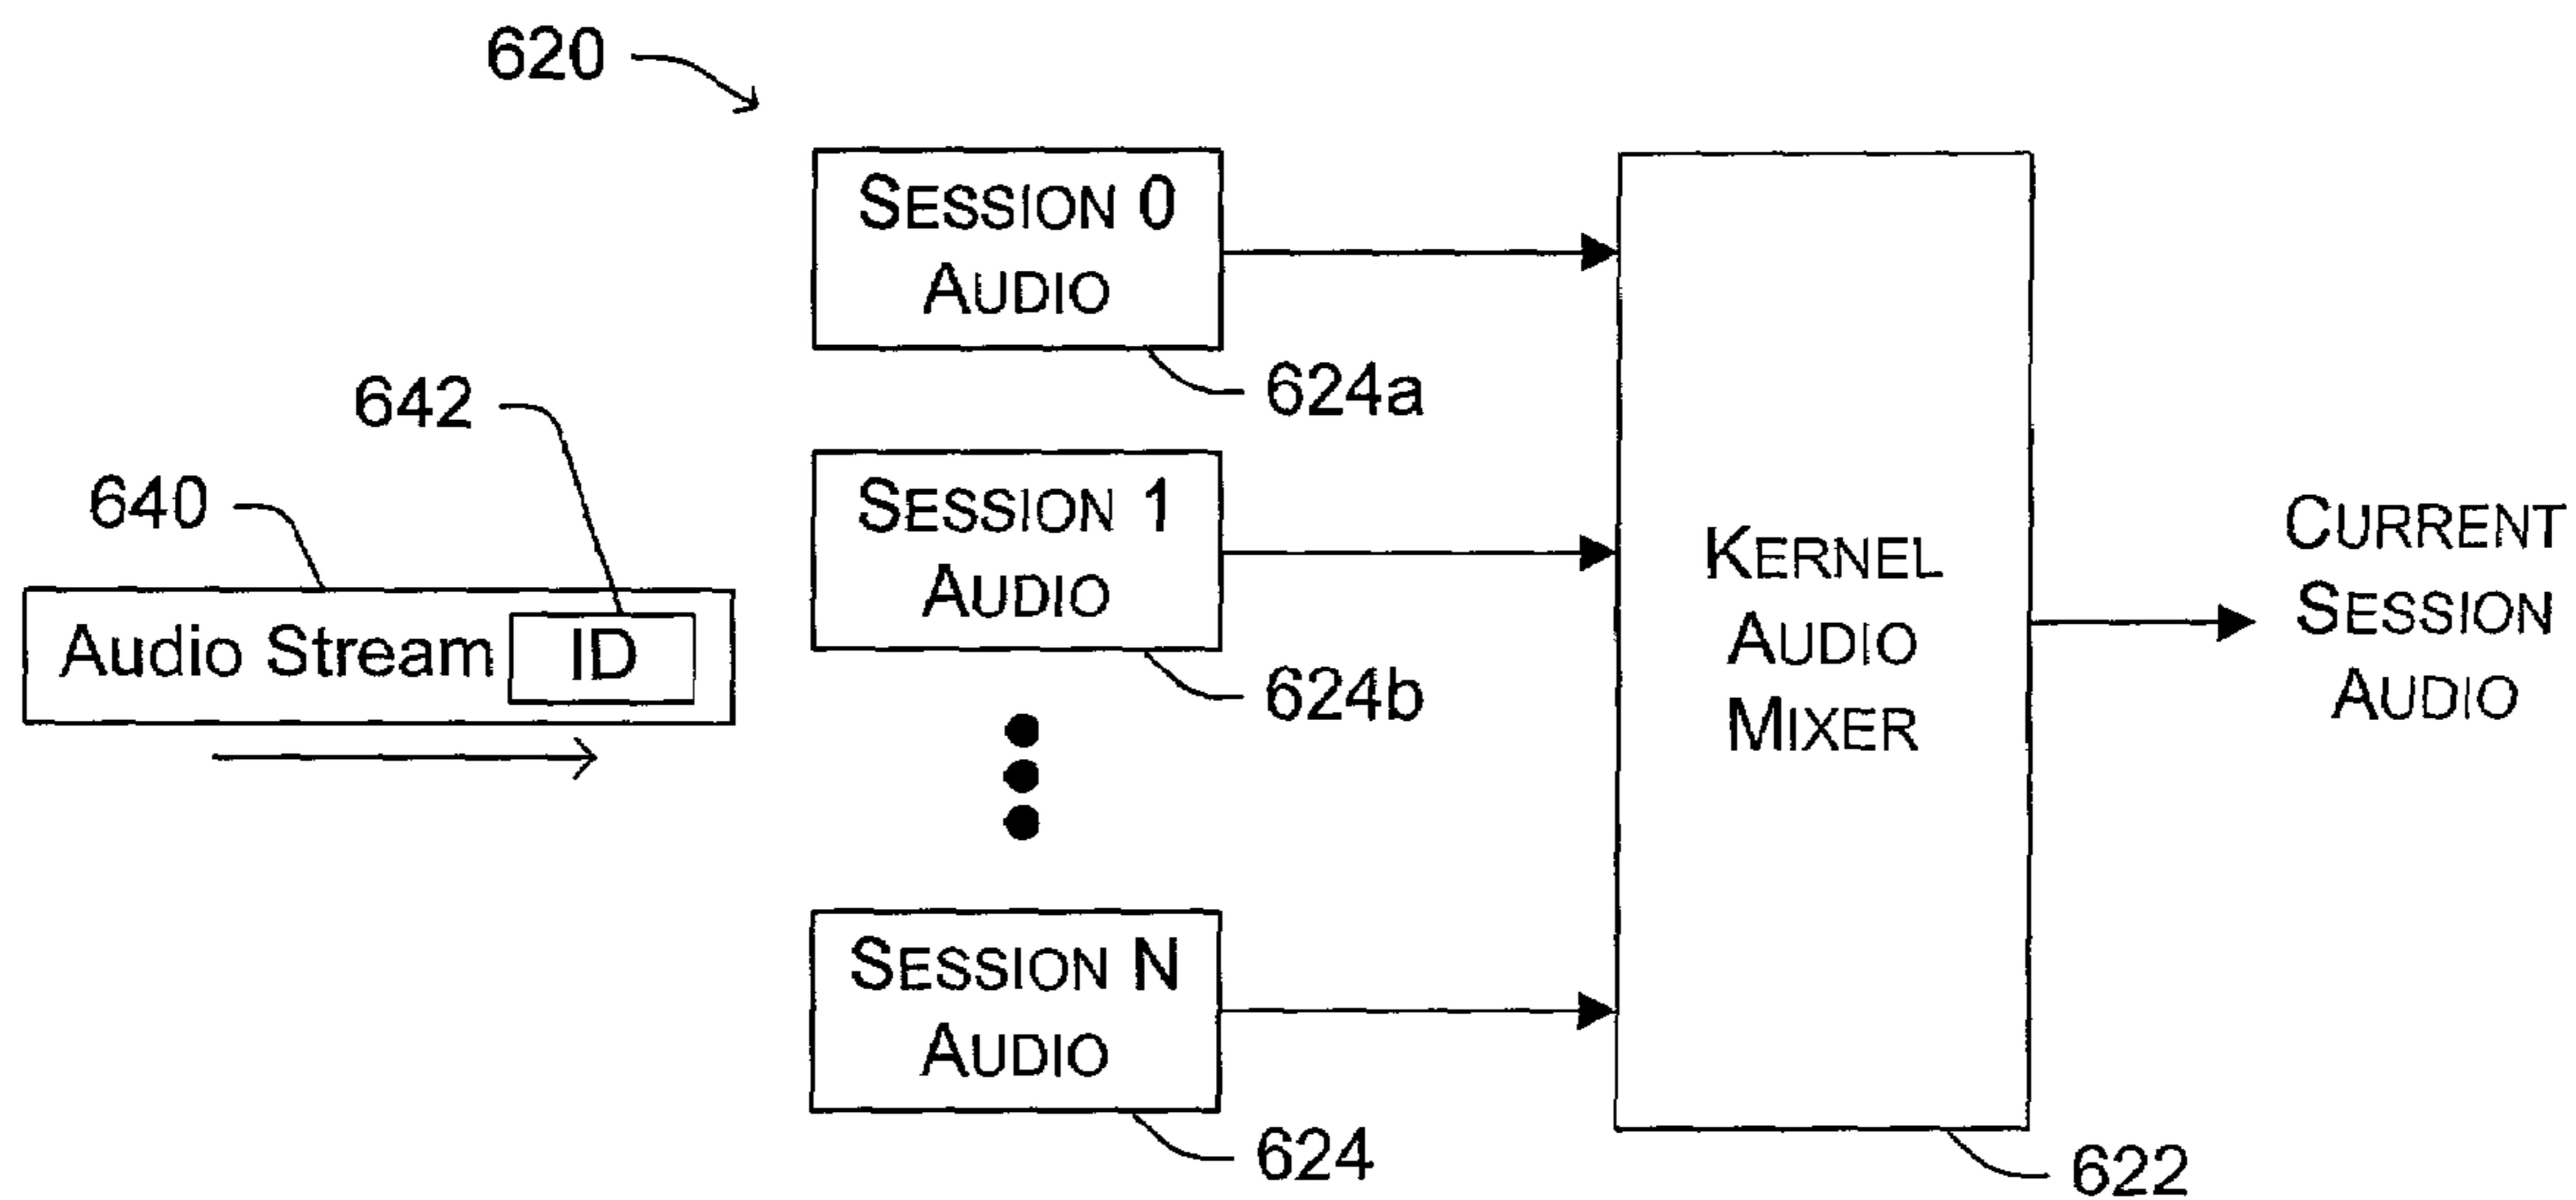 620
SESSION 0
AUDIO
624a
642
640
Audio Stream ID
SESSION 1
AUDIO
624b
SESSION N
AUDIO
624
KERNEL
AUDIO
MIXER
622
CURRENT
SESSION
AUDIO